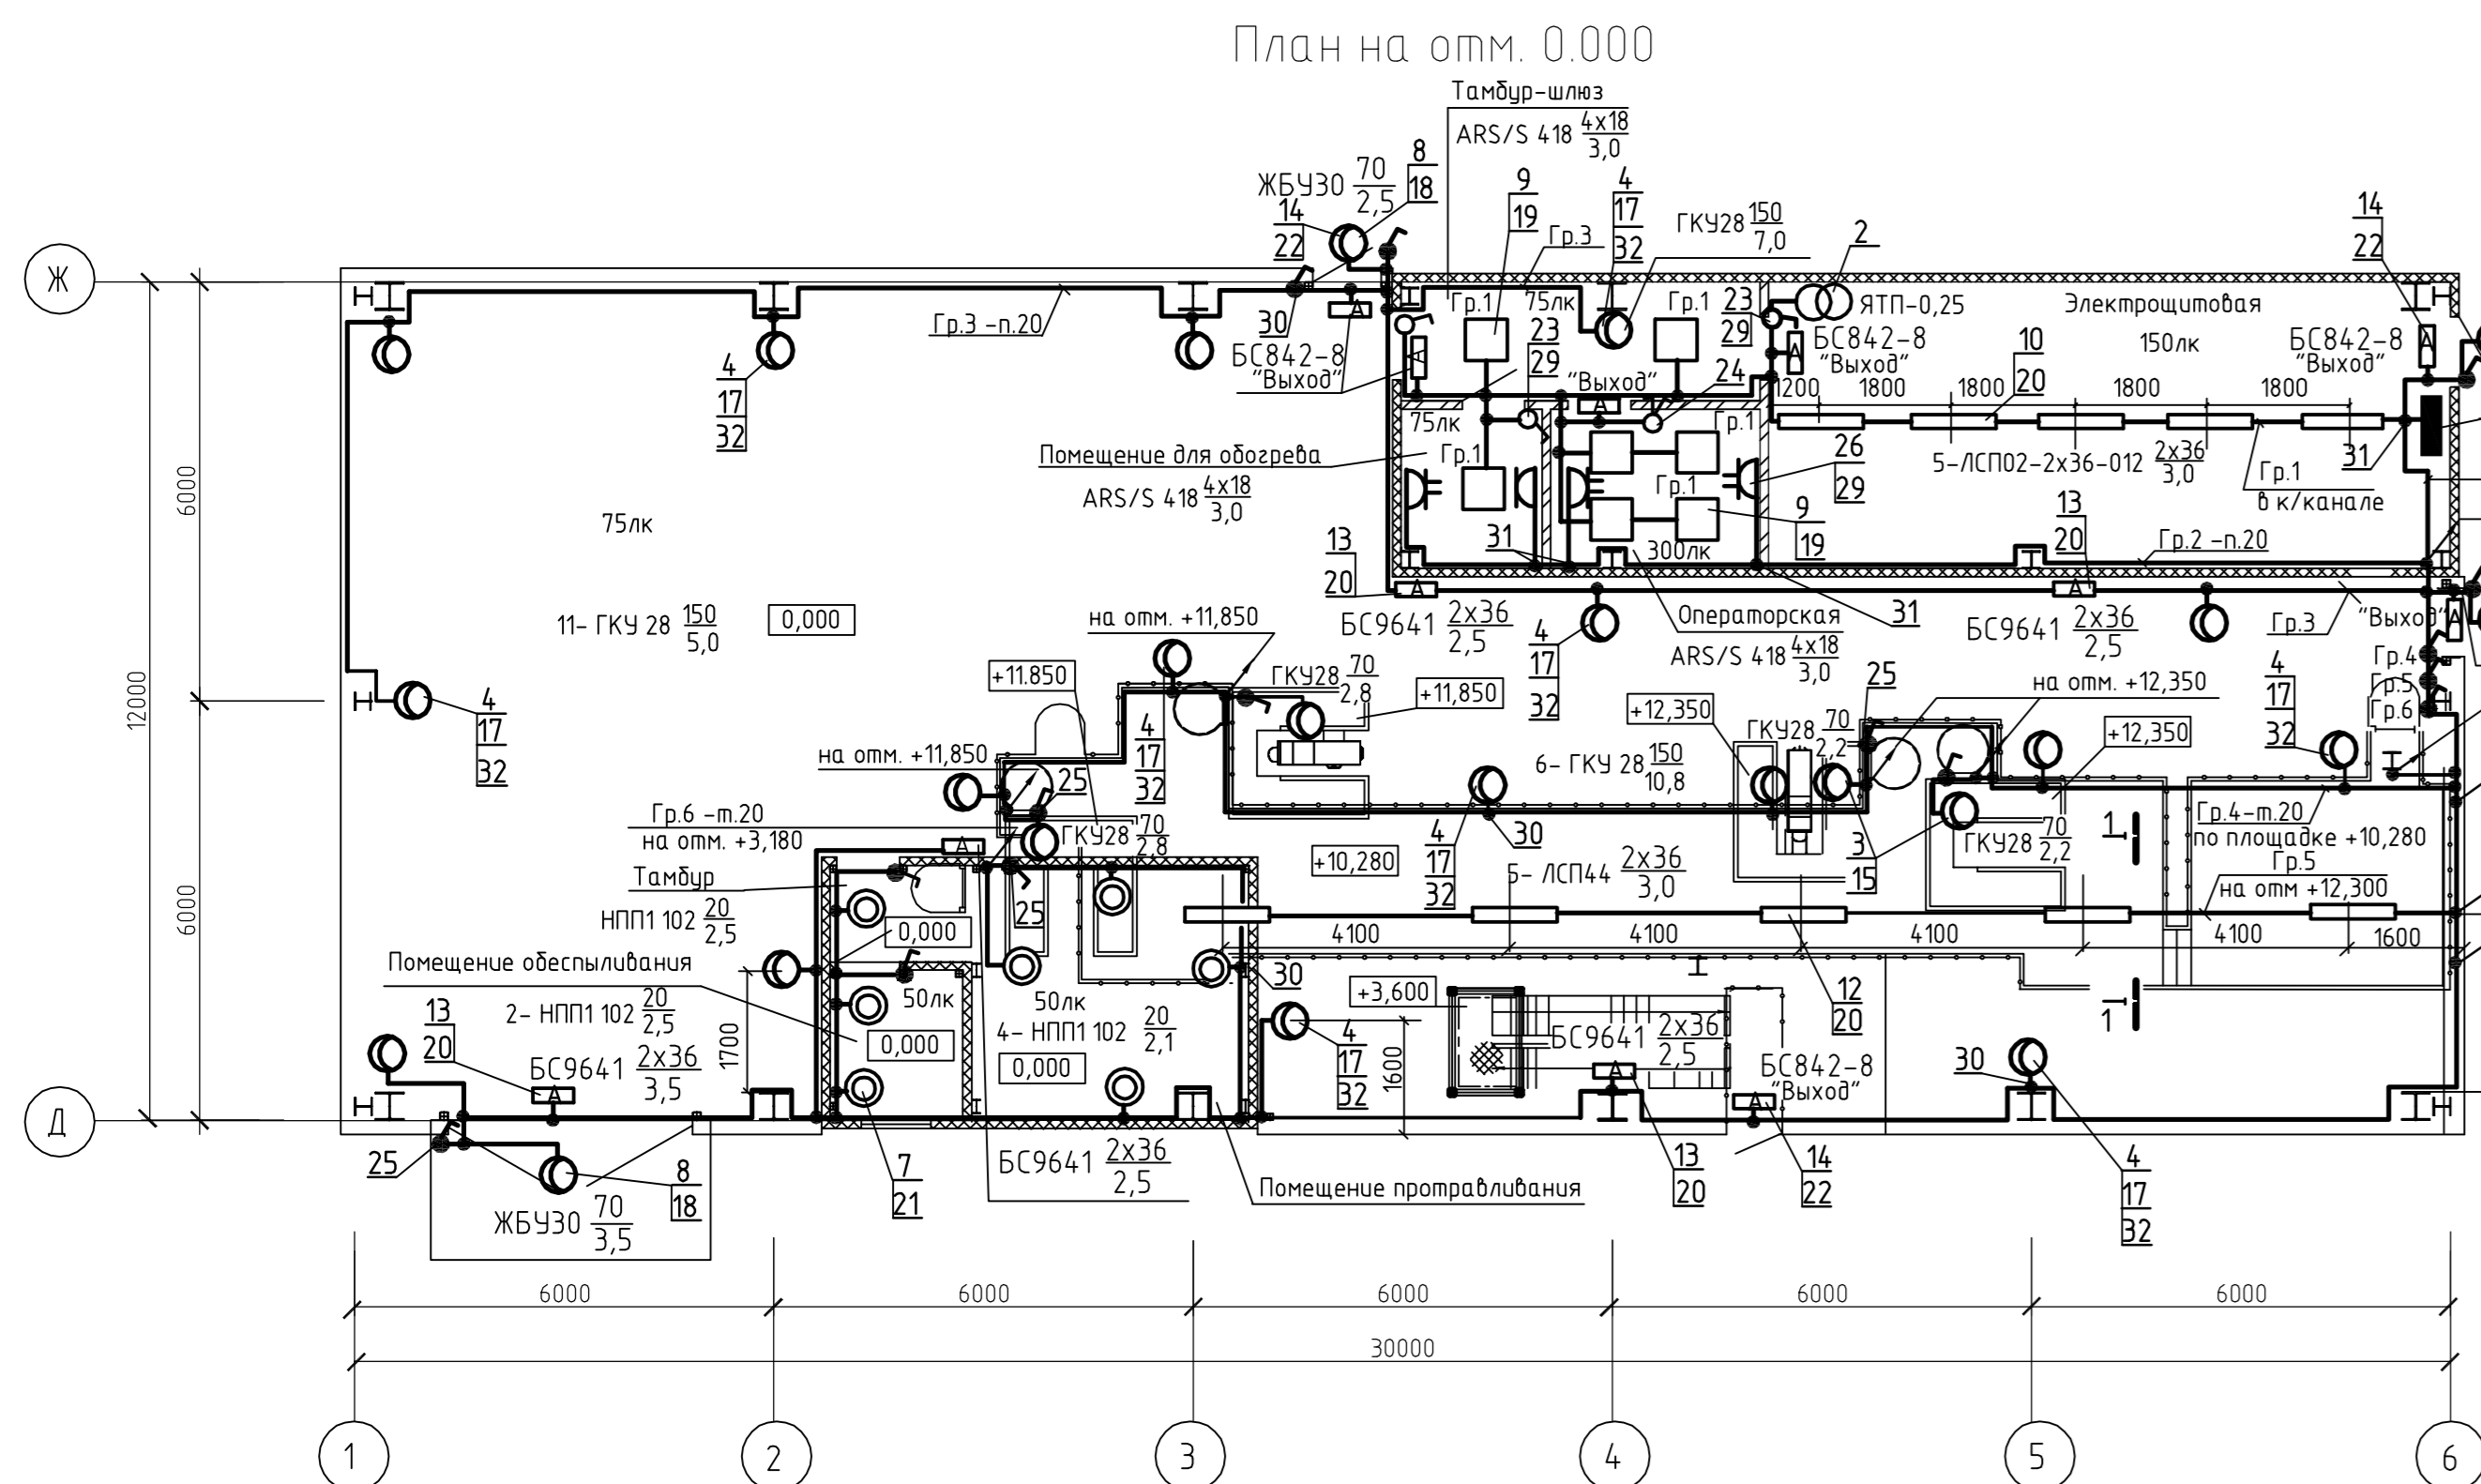 План на отм. 0.000
Тамбур-шлюз
ARS/S 418 4х18
3,0
ЖБУ30 70
2,5
8
18
14
22
9
19
4
17
32
Гр.3
ГКУ28 150
7,0
2
14
22
Ж
Гр.3 -п.20
30
БС842-8
"Выход"
Гр.1
75лк
Гр.1
23
29
"Выход"
24
23
29
ЯТП-0,25
БС842-8
"Выход"
Электрощитовая
150лк
10
20
БС842-8
"Выход"
1200
1800
1800
1800
1800
4
17
32
75лк
Гр.1
Гр.1
26
29
5-ЛСП02-2х36-012 2х36
3,0
Гр.1
в к/канале
31
Помещение для обогрева
ARS/S 418 4х18
3,0
Гр.1
9
19
6000
75лк
31
300лк
13
20
Гр.2 -п.20
13
20
11- ГКУ 28 150
5,0
0,000
на отм. +11,850
БС9641 2х36
2,5
4
17
32
Операторская
ARS/S 418 4х18
3,0
31
БС9641 2х36
2,5
Гр.3
"Выход"
12000
4
17
32
+11.850
ГКУ28 70
2,8
+11,850
+12,350
ГКУ28 70
2,2
25
на отм. +12,350
4
17
32
Гр.4
Гр.5
Гр.6
+12,350
на отм. +11,850
4
17
32
25
6- ГКУ 28 150
10,8
Гр.6 -т.20
на отм. +3,180
ГКУ28 70
2,8
4
17
32
30
+10,280
5- ЛСП44 2х36
3,0
3
15
ГКУ28 70
2,2
1
1
Гр.4-т.20
по площадке +10,280
Гр.5
на отм +12,300
Тамбур
НПП1 102 20
2,5
0,000
25
4100
4100
4100
4100
1600
6000
Помещение обеспыливания
2- НПП1 102 20
2,5
50лк
0,000
50лк
4- НПП1 102 20
2,1
0,000
30
+3,600
12
20
13
20
БС9641 2х36
3,5
1700
4
17
32
1600
БС9641 2х36
2,5
БС842-8
"Выход"
30
Д
25
8
18
ЖБУ30 70
3,5
7
21
БС9641 2х36
2,5
Помещение протравливания
13
20
14
22
4
17
32
6000
6000
6000
6000
6000
30000
1
2
3
4
5
6